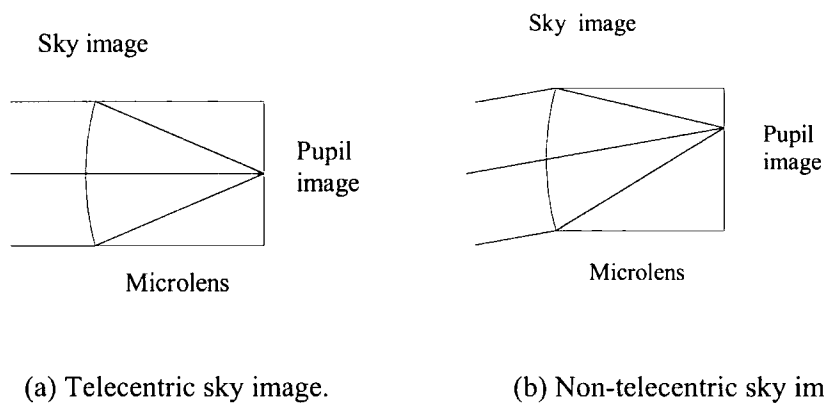 Sky image
Pupil
image
Microlens
(a) Telecentric sky image.
Sky image
Pupil
image
Microlens
(b) Non-telecentric sky im